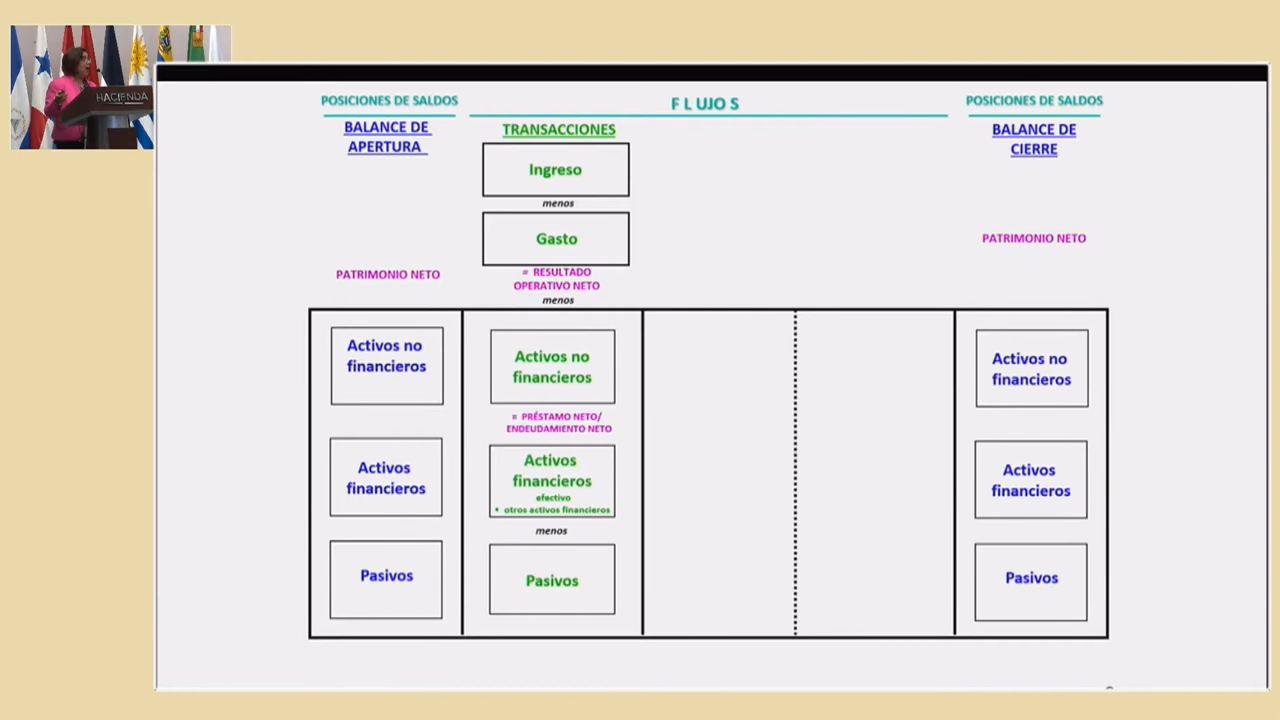 HACIENDA
POSICIONES DE SALDOS
BALANCE DE
APERTURA
PATRIMONIO NETO
Activos no
financieros
Activos
financieros
Pasivos
F L UJO S
TRANSACCIONES
Ingreso
menos
Gasto
= RESULTADO
OPERATIVO NETO
menos
Activos no
financieros
= PRÉSTAMO NETO/
ENDEUDAMIENTO NETO
Activos
financieros
efectivo
• otros activos financieros
menos
Pasivos
POSICIONES DE SALDOS
BALANCE DE
CIERRE
PATRIMONIO NETO
Activos no
financieros
Activos
financieros
Pasivos